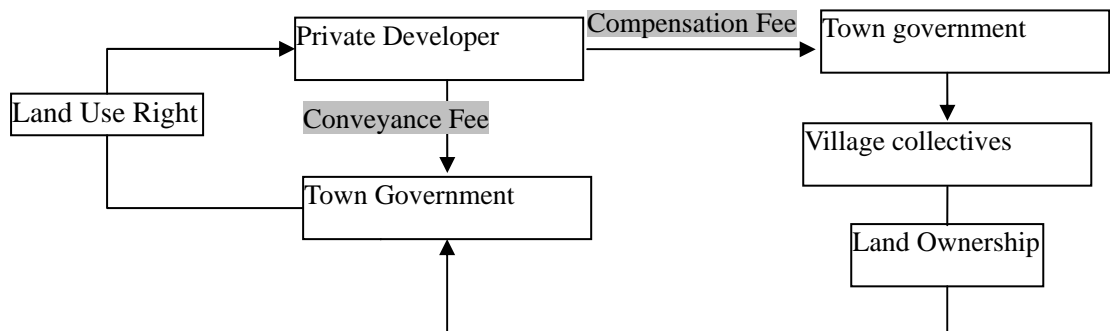 Private Developer
Compensation Fee
Town government
Land Use Right
Conveyance Fee
Village collectives
Town Government
Land Ownership